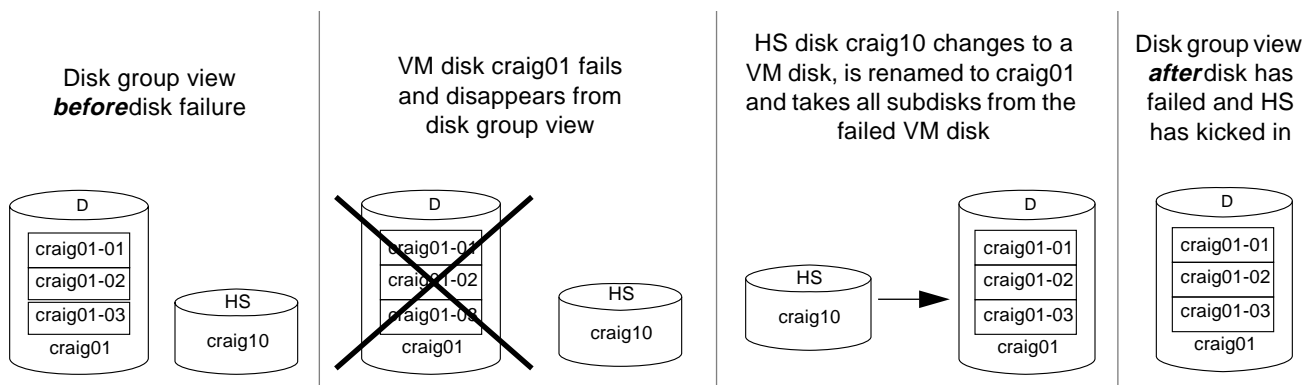 Disk group view
before disk failure
D
craig01-01
craig01-02
craig01-03
craig01
HS
craig10
VM disk craig01 fails
and disappears from
disk group view
D
craig01-01
craig01-02
craig01-03
craig01
HS
craig10
HS disk craig10 changes to a
VM disk, is renamed to craig01
and takes all subdisks from the
failed VM disk
HS
craig10
D
craig01-01
craig01-02
craig01-03
craig01
Disk group view
after disk has
failed and HS
has kicked in
D
craig01-01
craig01-02
craig01-03
craig01